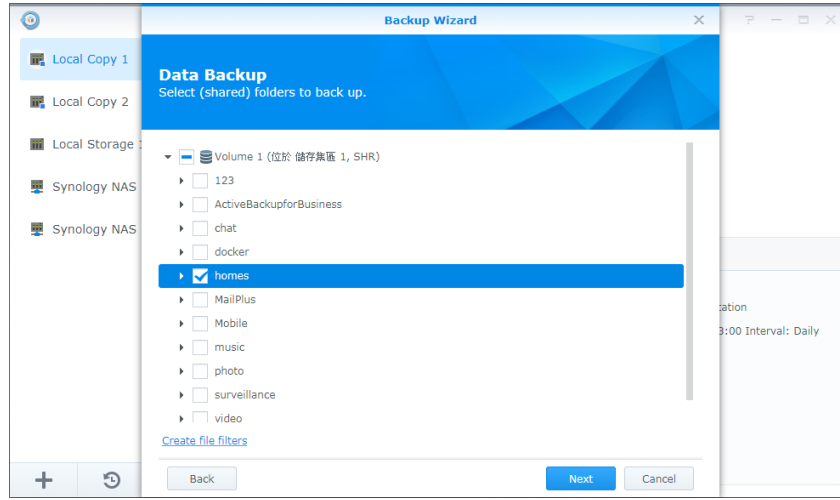 Backup Wizard
Local Copy 1
Local Copy 2
Local Storage
Synology NAS
Synology NAS
Data Backup
Select (shared) folders to back up.
Volume 1 (位於 儲存集區 1, SHR)
123
ActiveBackupforBusiness
chat
docker
homes
MailPlus
Mobile
music
photo
surveillance
video
Create file filters
Back
Next
Cancel
3:00 Interval: Daily